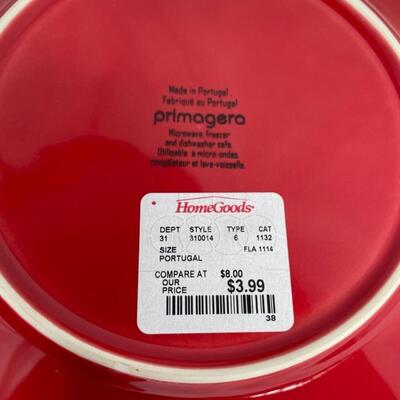 Made in Portugal
Fabriqué au Portugal
primagera
Microwave, freezer
and dishwasher safe.
Utilisable à micro-ondes,
congélateur et lave-vaisselle.
HomeGoods
DEPT STYLE TYPE CAT
31 310014 6 1132
SIZE FLA 1114
PORTUGAL
COMPARE AT $8.00
OUR
PRICE $3.99
38